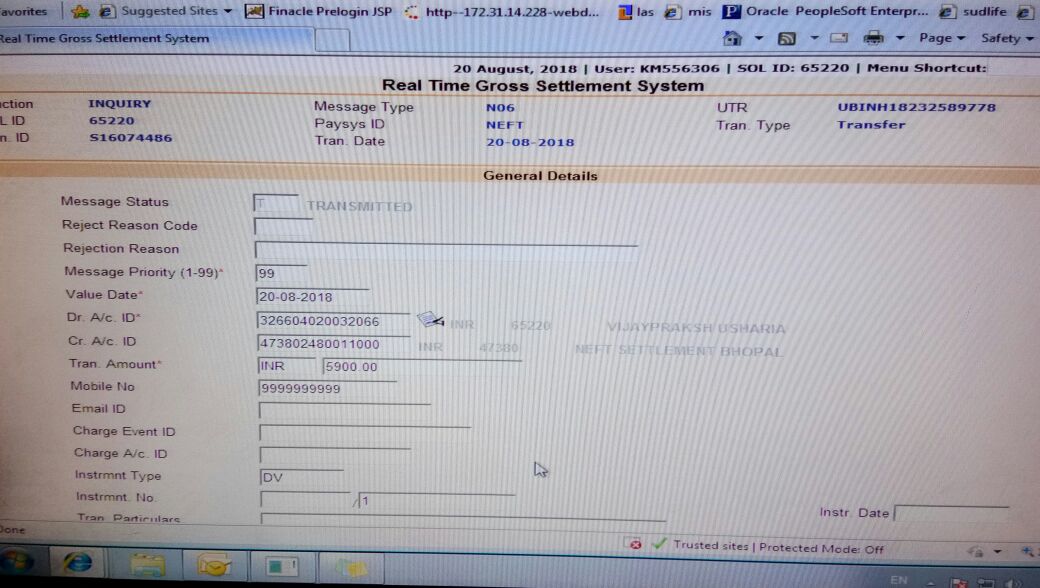 avorites Suggested Sites Finacle Prelogin JSP http--172.31.14.228-webd... las mis Oracle PeopleSoft Enterpr... sudlife
Real Time Gross Settlement System Page Safety
20 August, 2018 | User: KM556306 | SOL ID: 65220 | Menu Shortcut:
Real Time Gross Settlement System
ction INQUIRY Message Type N06 UTR UBINH18232589778
L ID 65220 Paysys ID NEFT Tran. Type Transfer
n. ID S16074486 Tran. Date 20-08-2018
General Details
Message Status T TRANSMITTED
Reject Reason Code
Rejection Reason
Message Priority (1-99)* 99
Value Date* 20-08-2018
Dr. A/c. ID* 326604020032066 INR 65220 VIJAYPRAKSH USHARIA
Cr. A/c. ID 473802480011000 INR 47380 NEFT SETTLEMENT BHOPAL
Tran. Amount* INR 5900.00
Mobile No 9999999999
Email ID
Charge Event ID
Charge A/c. ID
Instrmnt Type DV
Instrmnt. No. / 1
Instr. Date
Tran. Particulars
Done Trusted sites | Protected Mode: Off
EN